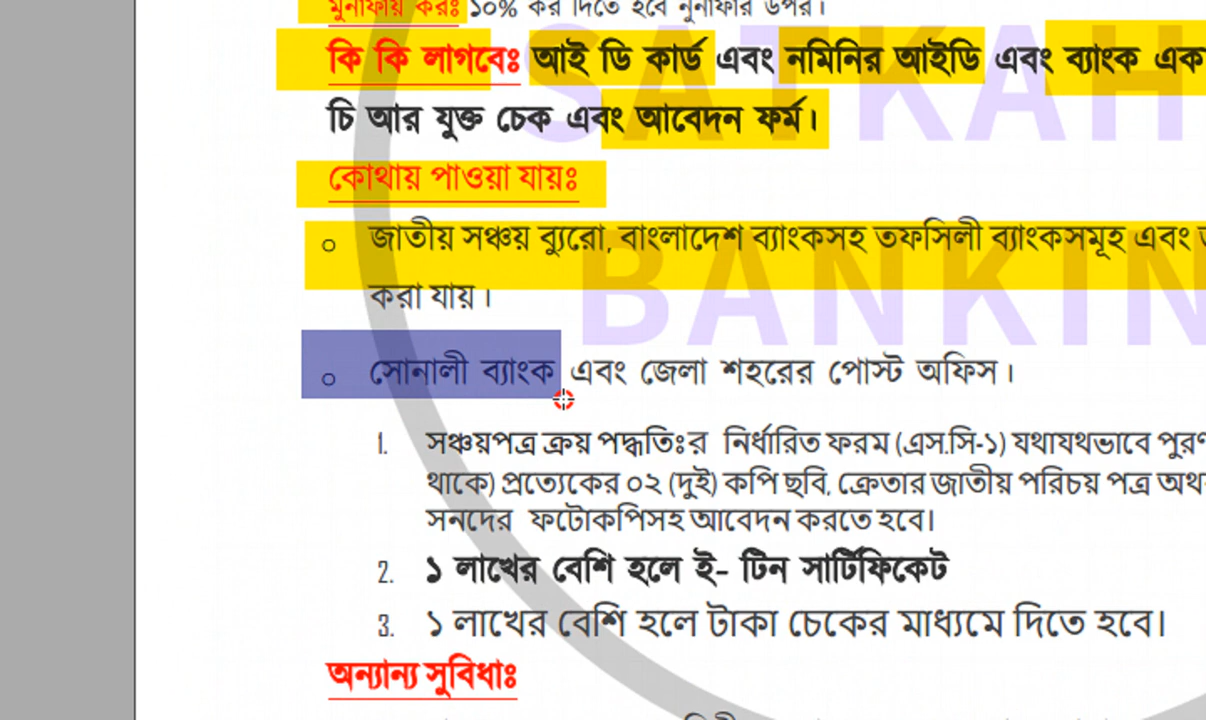 মুনাফায় করঃ ১০% কর দিতে হবে মুনাফার উপর।
কি কি লাগবেঃ আই ডি কার্ড এবং নমিনির আইডি এবং ব্যাংক এক
চি আর যুক্ত চেক এবং আবেদন ফর্ম।
কোথায় পাওয়া যায়ঃ
○ জাতীয় সঞ্চয় ব্যুরো, বাংলাদেশ ব্যাংকসহ তফসিলী ব্যাংকসমূহ এবং
করা যায়।
○ সোনালী ব্যাংক এবং জেলা শহরের পোস্ট অফিস।
1. সঞ্চয়পত্র ক্রয় পদ্ধতিঃর নির্ধারিত ফরম (এস.সি-১) যথাযথভাবে পুরণ
থাকে) প্রত্যেকের ০২ (দুই) কপি ছবি, ক্রেতার জাতীয় পরিচয় পত্র অথ
সনদের ফটোকপিসহ আবেদন করতে হবে।
2. ১ লাখের বেশি হলে ই- টিন সার্টিফিকেট
3. ১ লাখের বেশি হলে টাকা চেকের মাধ্যমে দিতে হবে।
অন্যান্য সুবিধাঃ
SATKAH
BANKIN